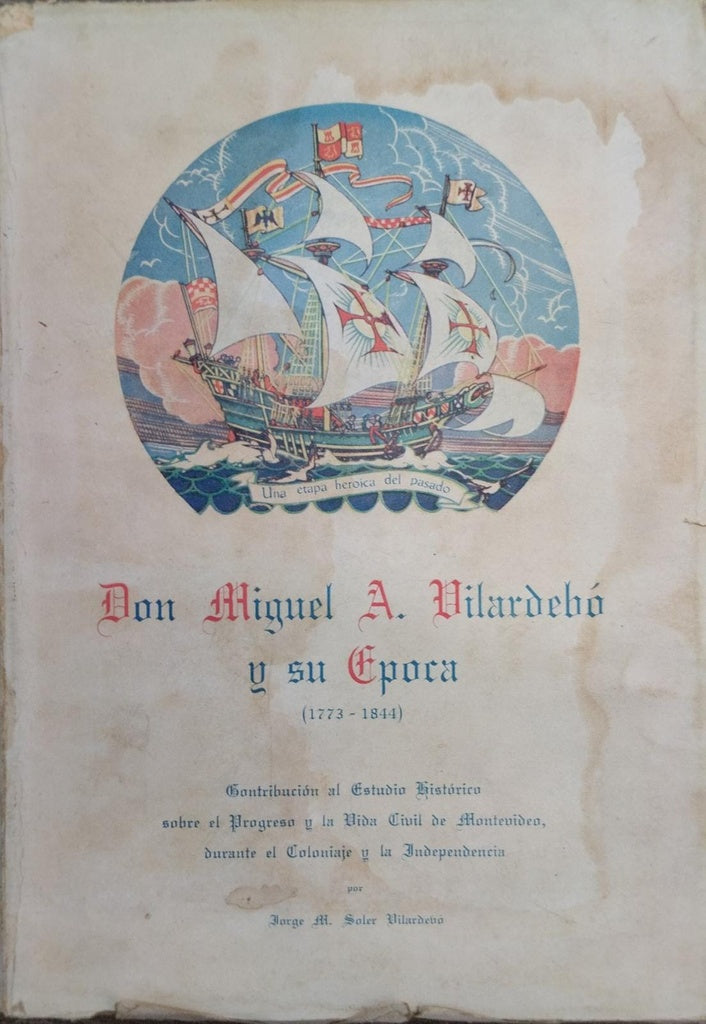 Una etapa heroica del pasado
Don Miguel A. Vilardebó
y su Epoca
(1773 - 1844)
Contribución al Estudio Histórico
sobre el Progreso y la Vida Civil de Montevideo,
durante el Coloniaje y la Independencia
por
Jorge M. Soler Vilardebo